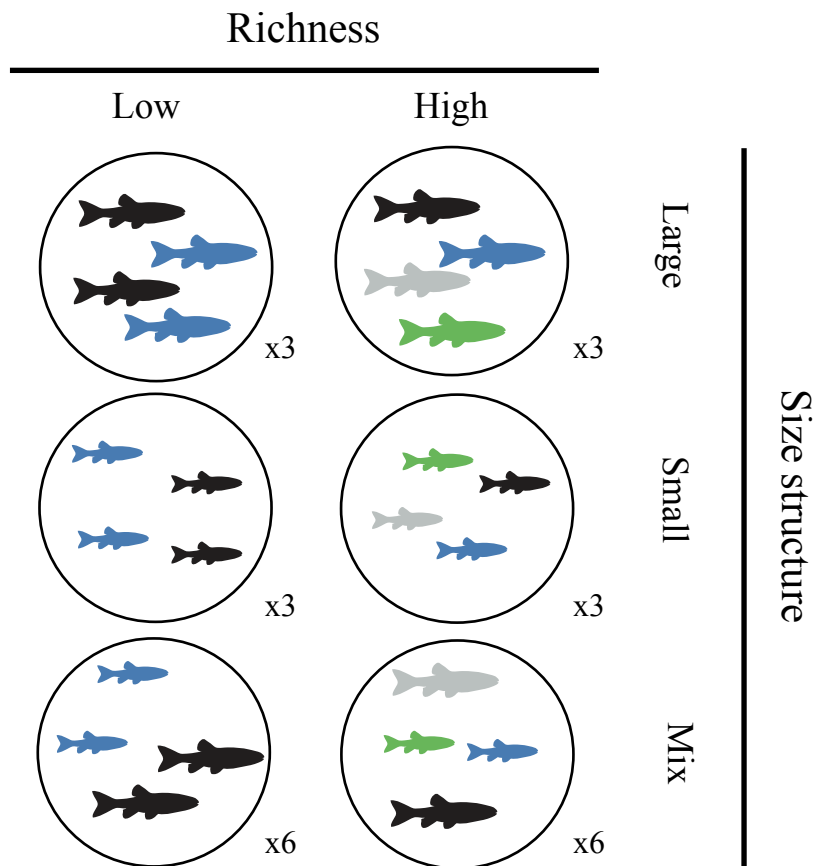 Richness
Low
High
Large
x3
x3
Small
x3
x3
Size structure
Mix
x6
x6